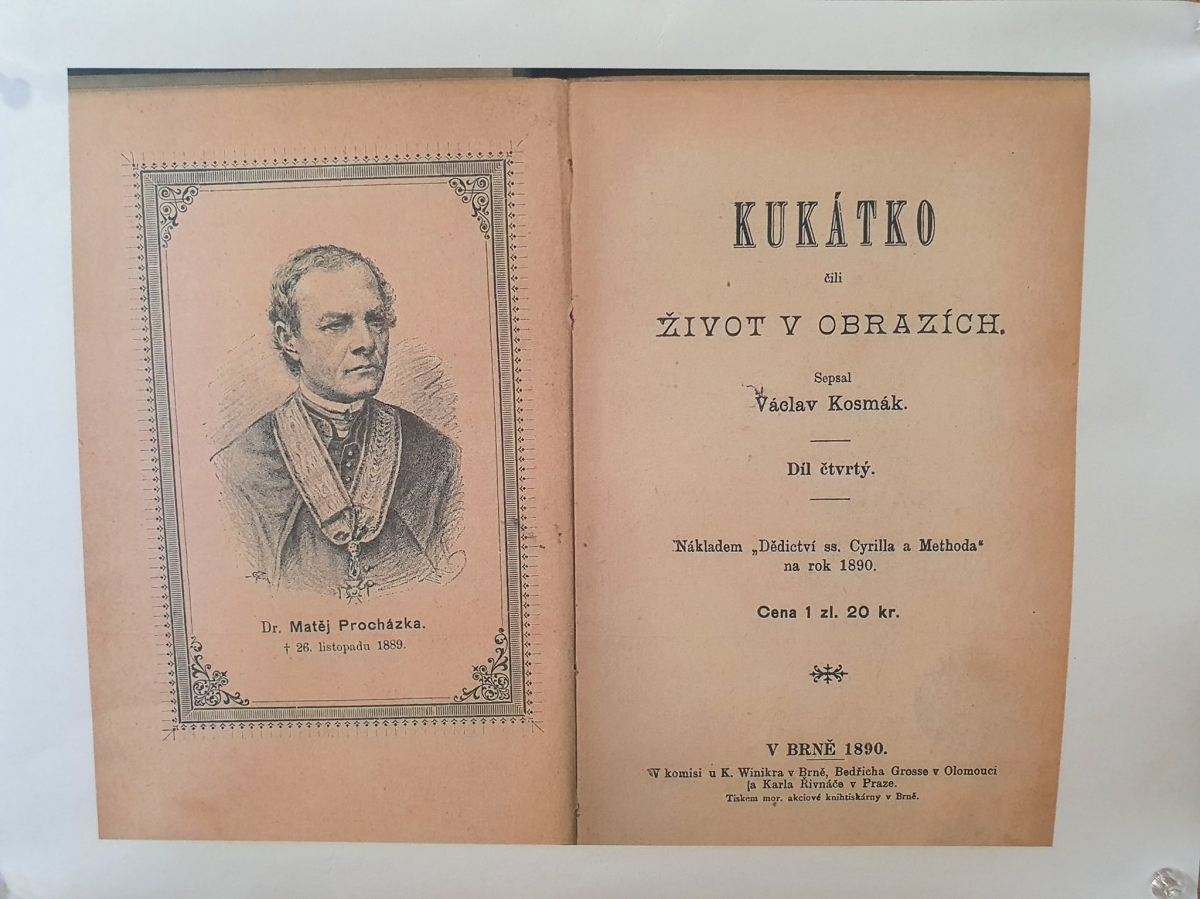 Dr. Matěj Procházka.
† 26. listopadu 1889.
KUKÁTKO
čili
ŽIVOT V OBRAZÍCH.
Sepsal
Václav Kosmák.
Díl čtvrtý.
Nákladem „Dědictví ss. Cyrilla a Methoda“
na rok 1890.
Cena 1 zl. 20 kr.
V BRNĚ 1890.
V komisi u K. Winikra v Brně, Bedřicha Grosse v Olomouci
a Karla Řivnáče v Praze.
Tiskem mor. akciové knihtiskárny v Brně.